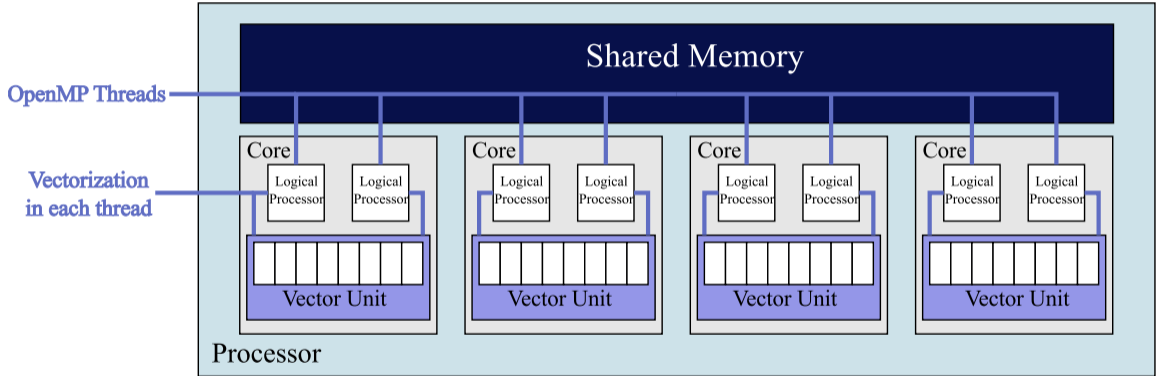 Shared Memory
OpenMP Threads
Core
Core
Core
Core
Logical
Processor
Logical
Processor
Logical
Processor
Logical
Processor
Logical
Processor
Logical
Processor
Logical
Processor
Logical
Processor
Vectorization
in each thread
Vector Unit
Vector Unit
Vector Unit
Vector Unit
Processor